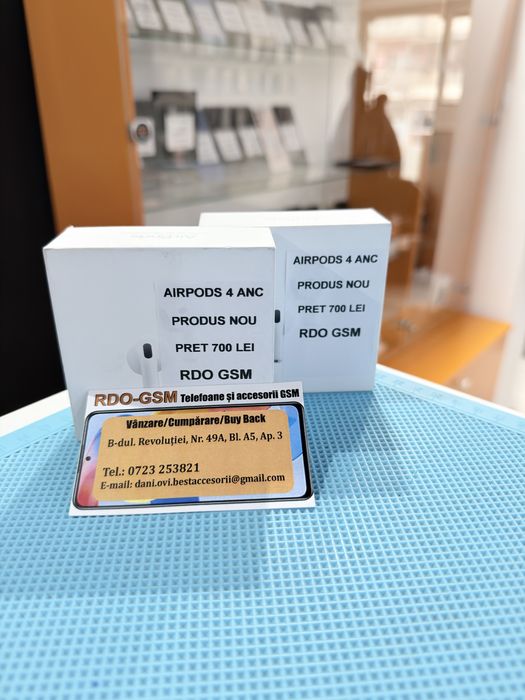 AirPods
AIRPODS 4 ANC
PRODUS NOU
PRET 700 LEI
RDO GSM
AIRPODS 4 ANC
PRODUS NOU
PRET 700 LEI
RDO GSM
RDO-GSM Telefoane și accesorii GSM
Vânzare/Cumpărare/Buy Back
B-dul. Revoluției, Nr. 49A, Bl. A5, Ap. 3
Tel.: 0723 253821
E-mail: dani.ovi.bestaccesorii@gmail.com